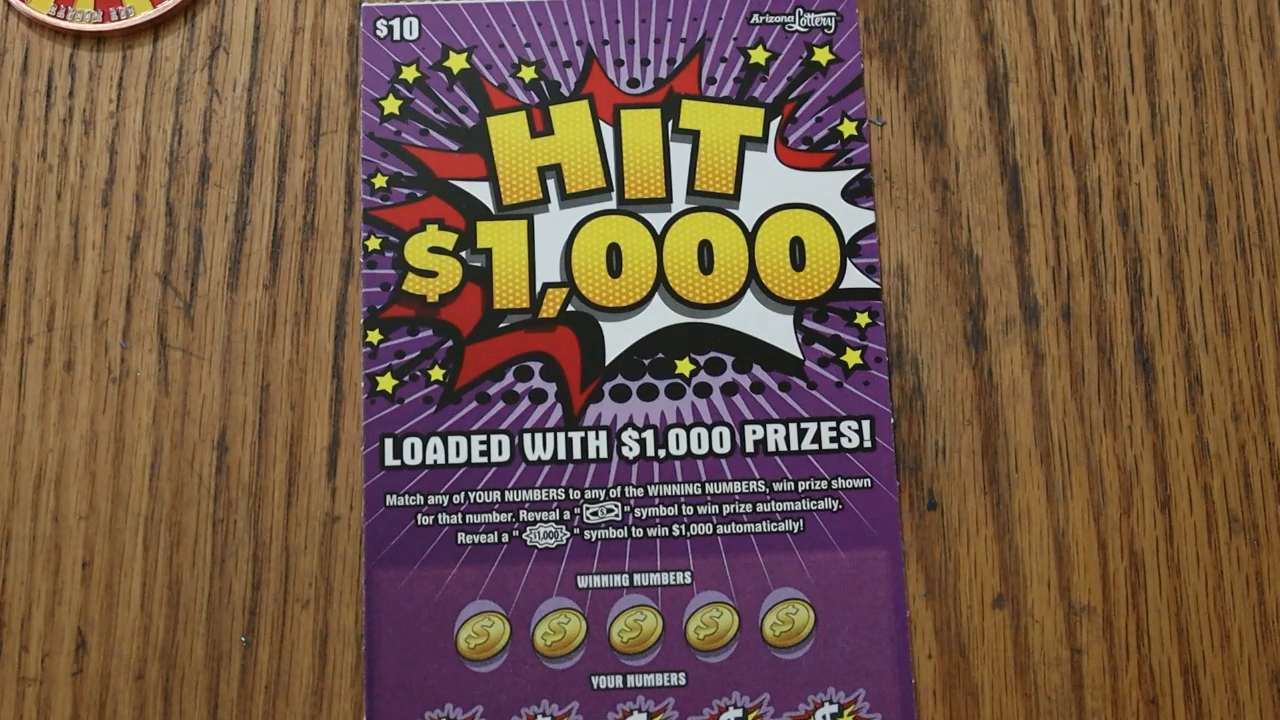 $10
Arizona Lottery
HIT
$1,000
LOADED WITH $1,000 PRIZES!
Match any of YOUR NUMBERS to any of the WINNING NUMBERS, win prize shown
for that number. Reveal a " " symbol to win prize automatically.
Reveal a " $1,000 " symbol to win $1,000 automatically!
WINNING NUMBERS
YOUR NUMBERS